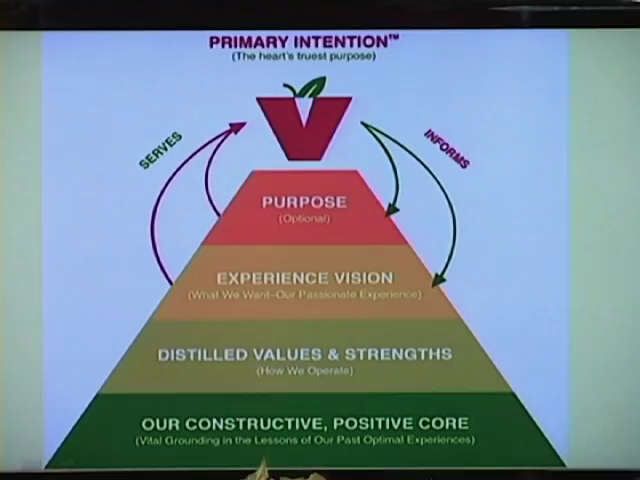 PRIMARY INTENTION™
(The heart's truest purpose)
SERVES
INFORMS
PURPOSE
(Optional)
EXPERIENCE VISION
(What We Want–Our Passionate Experience)
DISTILLED VALUES & STRENGTHS
(How We Operate)
OUR CONSTRUCTIVE, POSITIVE CORE
(Vital Grounding in the Lessons of Our Past Optimal Experiences)